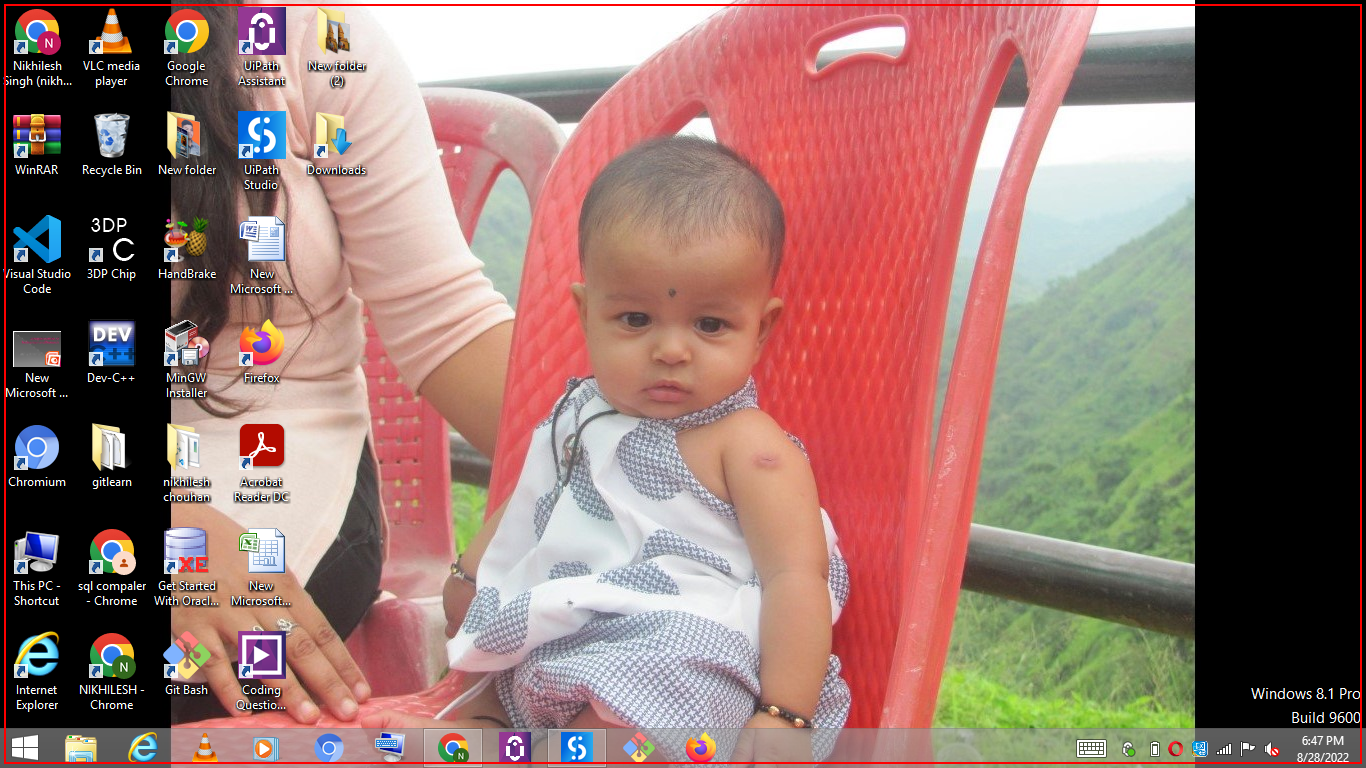 Nikhilesh
Singh (nikh...
VLC media
player
Google
Chrome
UiPath
Assistant
New folder
(2)
WinRAR
Recycle Bin
New folder
UiPath
Studio
Downloads
Visual Studio
Code
3DP
C
3DP Chip
HandBrake
New
Microsoft ...
New
Microsoft ...
DEV
C++
Dev-C++
MinGW
Installer
Firefox
Chromium
gitlearn
nikhilesh
chouhan
Acrobat
Reader DC
This PC -
Shortcut
sql compaler
- Chrome
XE
Get Started
With Oracl...
New
Microsoft...
Internet
Explorer
N
NIKHILESH -
Chrome
Git Bash
Coding
Questio...
Windows 8.1 Pro
Build 9600
6:47 PM
8/28/2022